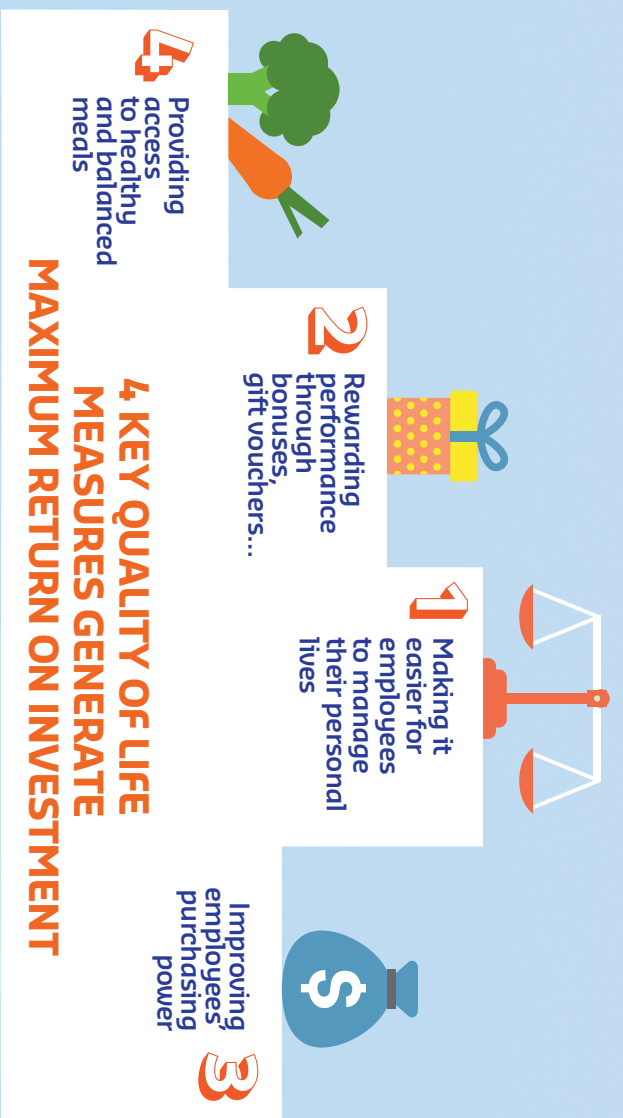 4
Providing
access
to healthy
and balanced
meals
2
Rewarding
performance
through
bonuses,
gift vouchers...
1
Making it
easier for
employees
to manage
their personal
lives
Improving
employees’
purchasing
power
3
$
4 KEY QUALITY OF LIFE
MEASURES GENERATE
MAXIMUM RETURN ON INVESTMENT